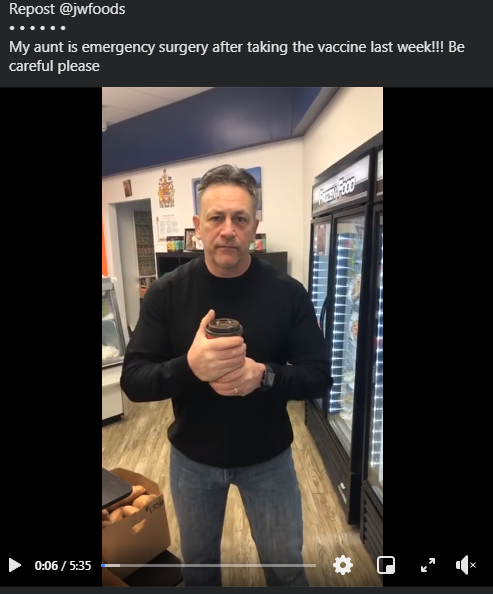 Repost @jwfoods
• • • • • •
My aunt is emergency surgery after taking the vaccine last week!!! Be
careful please
FROZEN FOOD
0:06 / 5:35